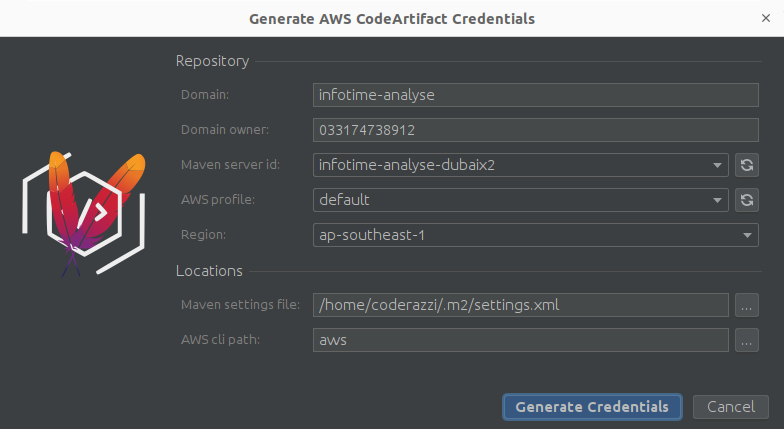 Generate AWS CodeArtifact Credentials
Repository
Domain: infotime-analyse
Domain owner: 033174738912
Maven server id: infotime-analyse-dubaix2
AWS profile: default
Region: ap-southeast-1
Locations
Maven settings file: /home/coderazzi/.m2/settings.xml ...
AWS cli path: aws ...
Generate Credentials Cancel